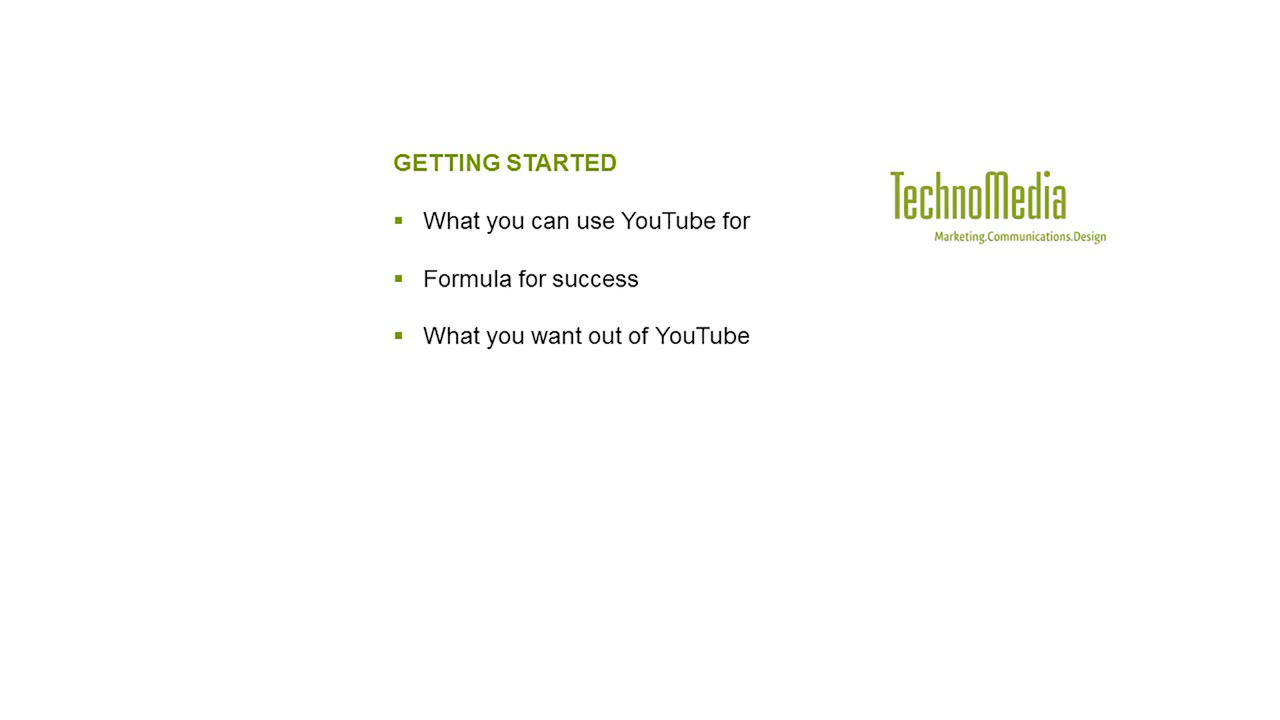 GETTING STARTED
▪ What you can use YouTube for
▪ Formula for success
▪ What you want out of YouTube
TechnoMedia
Marketing.Communications.Design